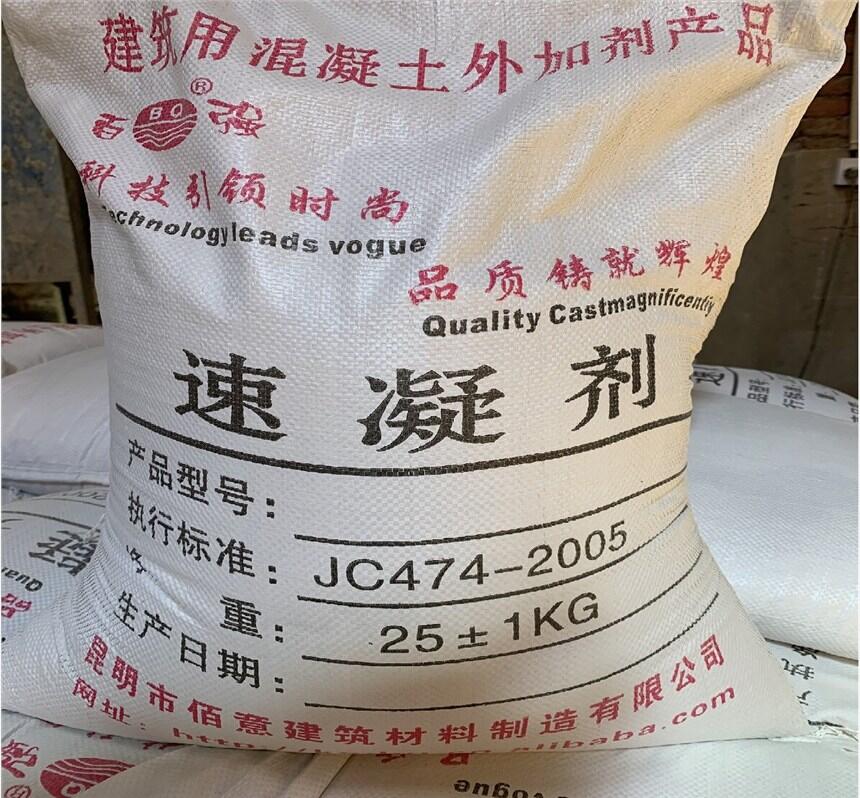 建筑用混凝土外加剂产品
百 BQ ® 强
科技引领时尚
echnologyleads vogue
品质铸就辉煌
Quality Castmagnificently
速凝剂
产品型号：
执行标准：JC474-2005
重：25±1KG
生产日期：
昆明市佰意建筑材料制造有限公司
网址：http://
alibaba.com
vogue